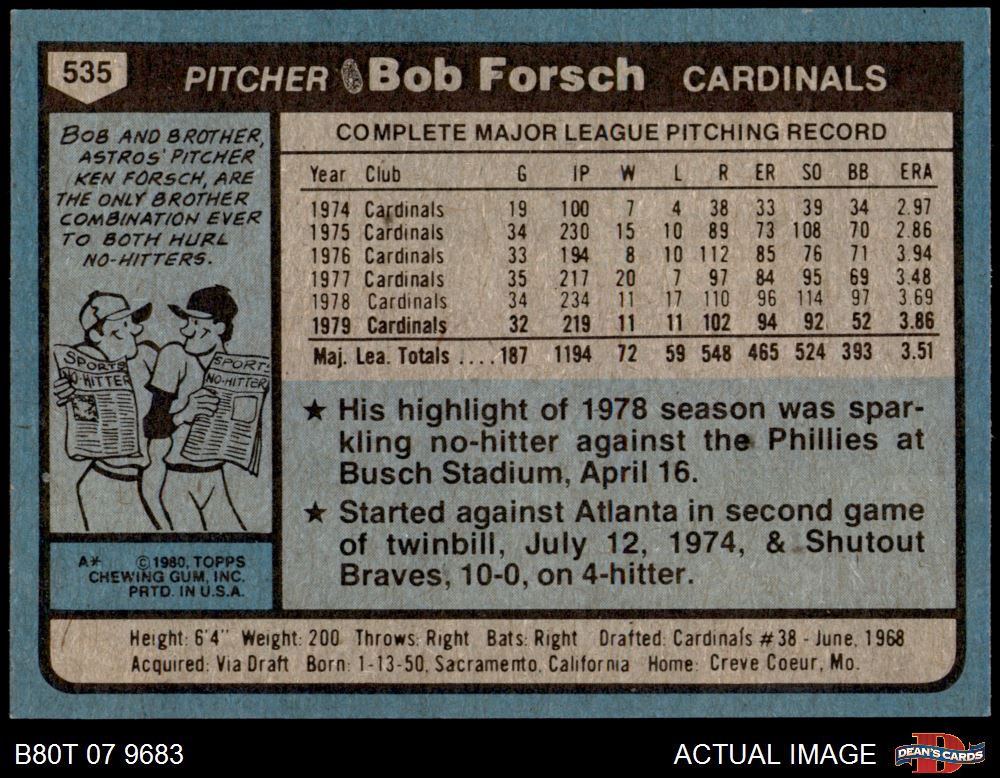 535
PITCHER Bob Forsch CARDINALS
BOB AND BROTHER,
ASTROS' PITCHER
KEN FORSCH, ARE
THE ONLY BROTHER
COMBINATION EVER
TO BOTH HURL
NO-HITTERS.
SPORTS
NO-HITTER
SPORTS
NO-HITTER
A* © 1980, TOPPS
CHEWING GUM, INC.
PRTD. IN U.S.A.
COMPLETE MAJOR LEAGUE PITCHING RECORD
Year Club G IP W L R ER SO BB ERA
1974 Cardinals 19 100 7 4 38 33 39 34 2.97
1975 Cardinals 34 230 15 10 89 73 108 70 2.86
1976 Cardinals 33 194 8 10 112 85 76 71 3.94
1977 Cardinals 35 217 20 7 97 84 95 69 3.48
1978 Cardinals 34 234 11 17 110 96 114 97 3.69
1979 Cardinals 32 219 11 11 102 94 92 52 3.86
Maj. Lea. Totals .... 187 1194 72 59 548 465 524 393 3.51
★ His highlight of 1978 season was spar-
kling no-hitter against the Phillies at
Busch Stadium, April 16.
★ Started against Atlanta in second game
of twinbill, July 12, 1974, & Shutout
Braves, 10-0, on 4-hitter.
Height: 6'4" Weight: 200 Throws: Right Bats: Right Drafted: Cardinals #38 - June, 1968
Acquired: Via Draft Born: 1-13-50, Sacramento, California Home: Creve Coeur, Mo.
B80T 07 9683
ACTUAL IMAGE
DEAN'S CARDS